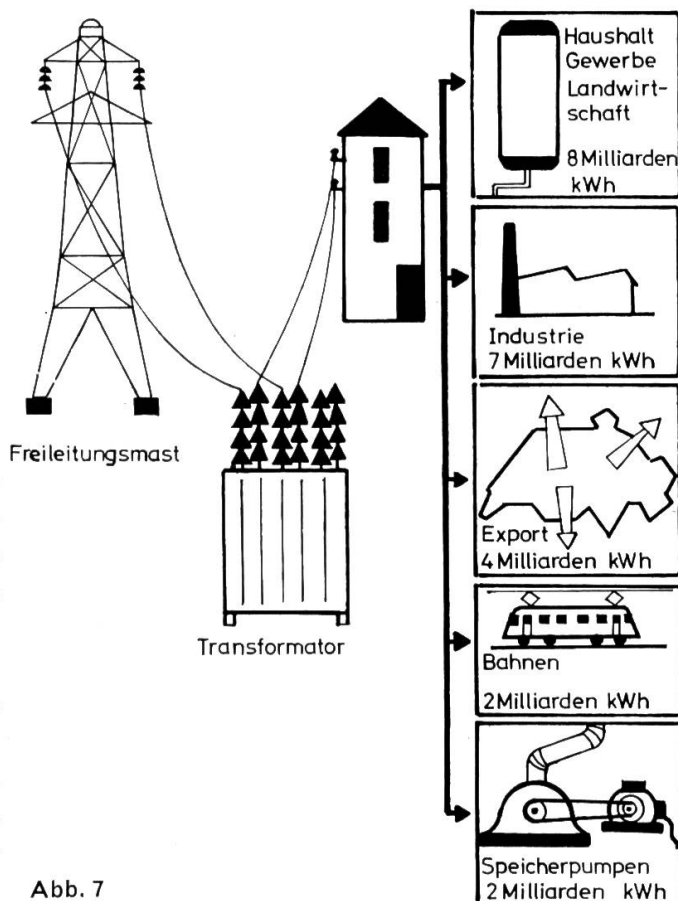 Haushalt
Gewerbe
Landwirt-
schaft
8 Milliarden
kWh
Industrie
7 Milliarden kWh
Freileitungsmast
Export
4 Milliarden kWh
Transformator
Bahnen
2 Milliarden kWh
Speicherpumpen
2 Milliarden kWh
Abb. 7